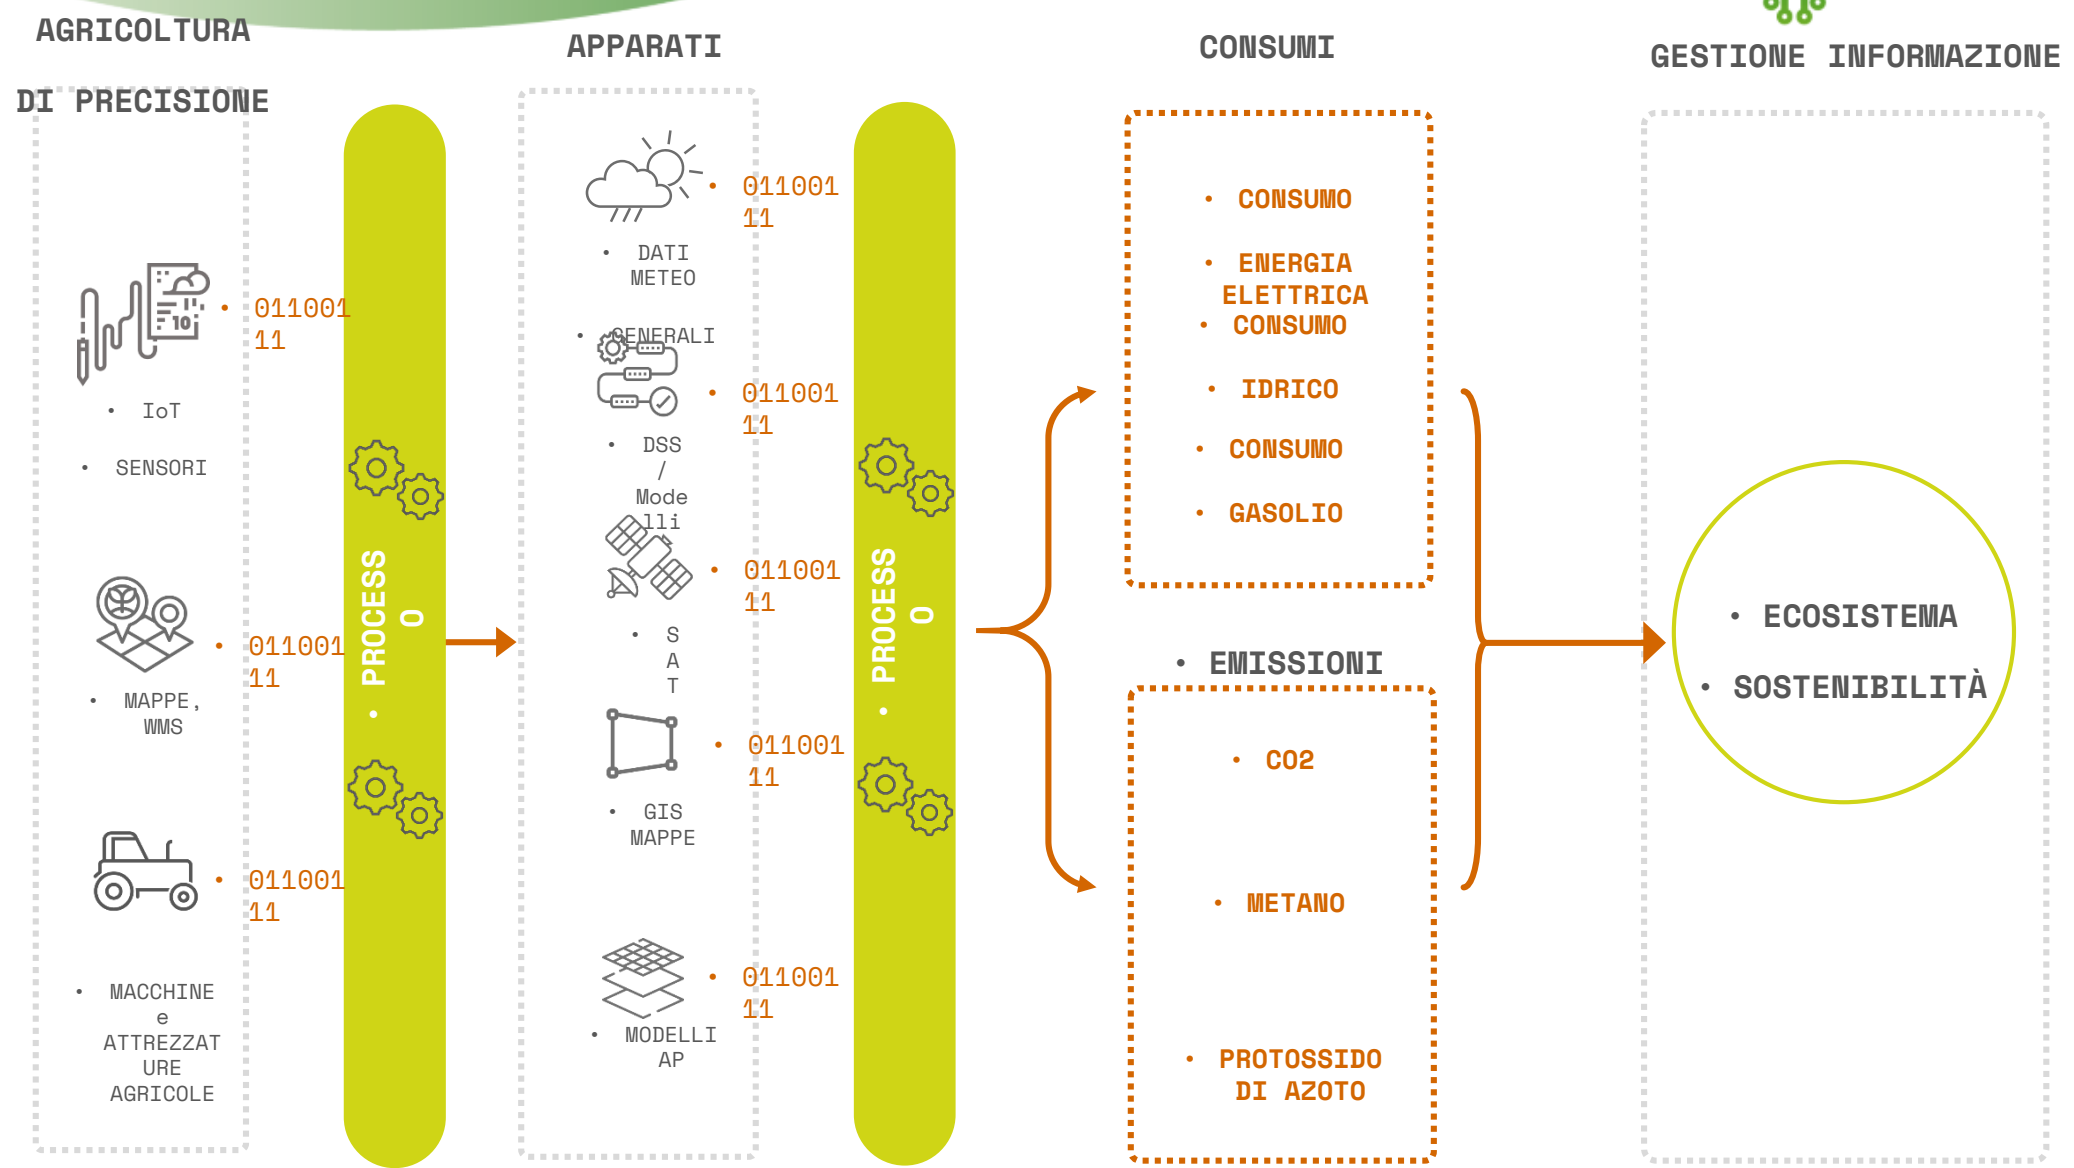 AGRICOLTURA
DI PRECISIONE
• 011001
11
• IoT
• SENSORI
• 011001
11
• MAPPE,
WMS
• 011001
11
• MACCHINE
e
ATTREZZAT
URE
AGRICOLE
• PROCESS
O
APPARATI
• 011001
11
• DATI
METEO
• GENERALI
• 011001
11
• DSS
/
Mode
lli
• 011001
11
• S
A
T
• 011001
11
• GIS
MAPPE
• 011001
11
• MODELLI
AP
• PROCESS
O
CONSUMI
• CONSUMO
• ENERGIA
ELETTRICA
• CONSUMO
• IDRICO
• CONSUMO
• GASOLIO
• EMISSIONI
• CO2
• METANO
• PROTOSSIDO
DI AZOTO
GESTIONE INFORMAZIONE
• ECOSISTEMA
• SOSTENIBILITÀ
10